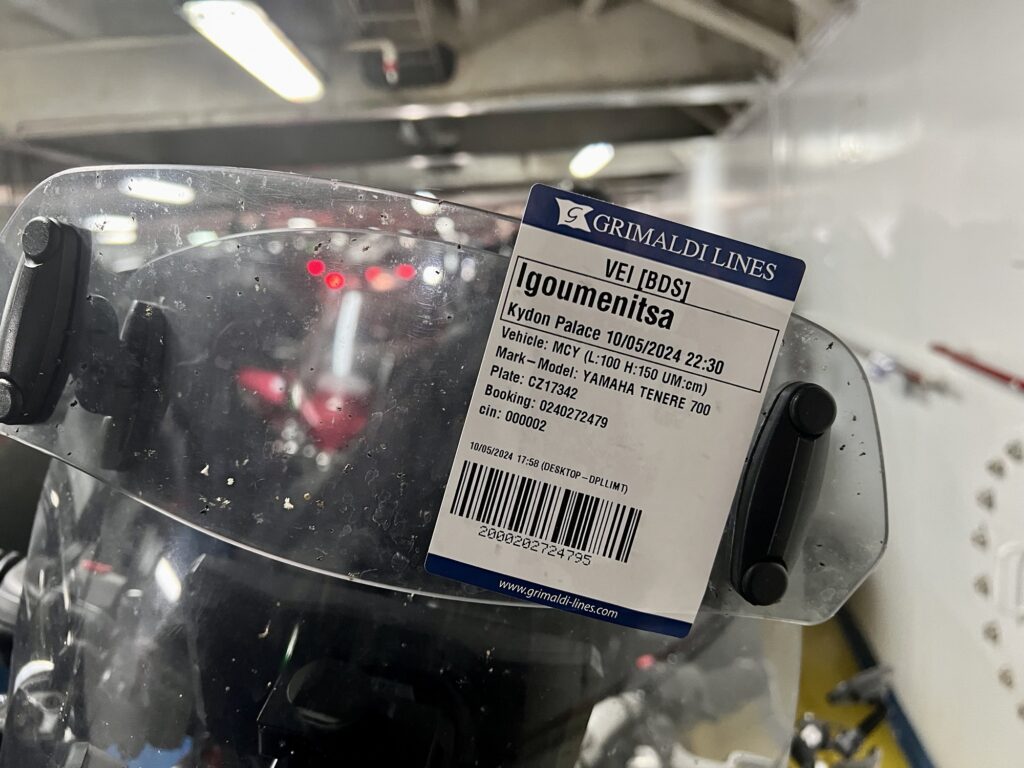 G GRIMALDI LINES
VEI [BDS]
Igoumenitsa
Kydon Palace 10/05/2024 22:30
Vehicle: MCY (L:100 H:150 UM:cm)
Mark-Model: YAMAHA TENERE 700
Plate: CZ17342
Booking: 0240272479
cin: 000002
10/05/2024 17:58 (DESKTOP-DPLLIMT)
2000202724795
www.grimaldi-lines.com